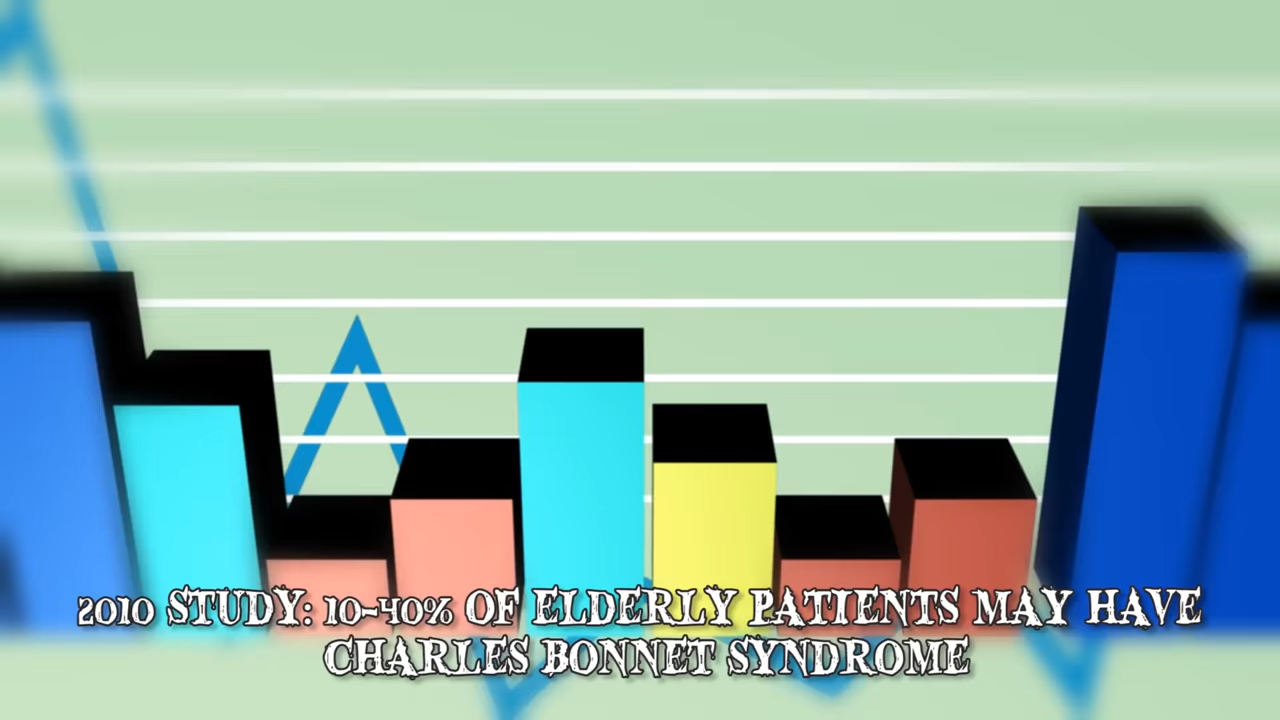 2010 STUDY: 10-40% OF ELDERLY PATIENTS MAY HAVE
CHARLES BONNET SYNDROME